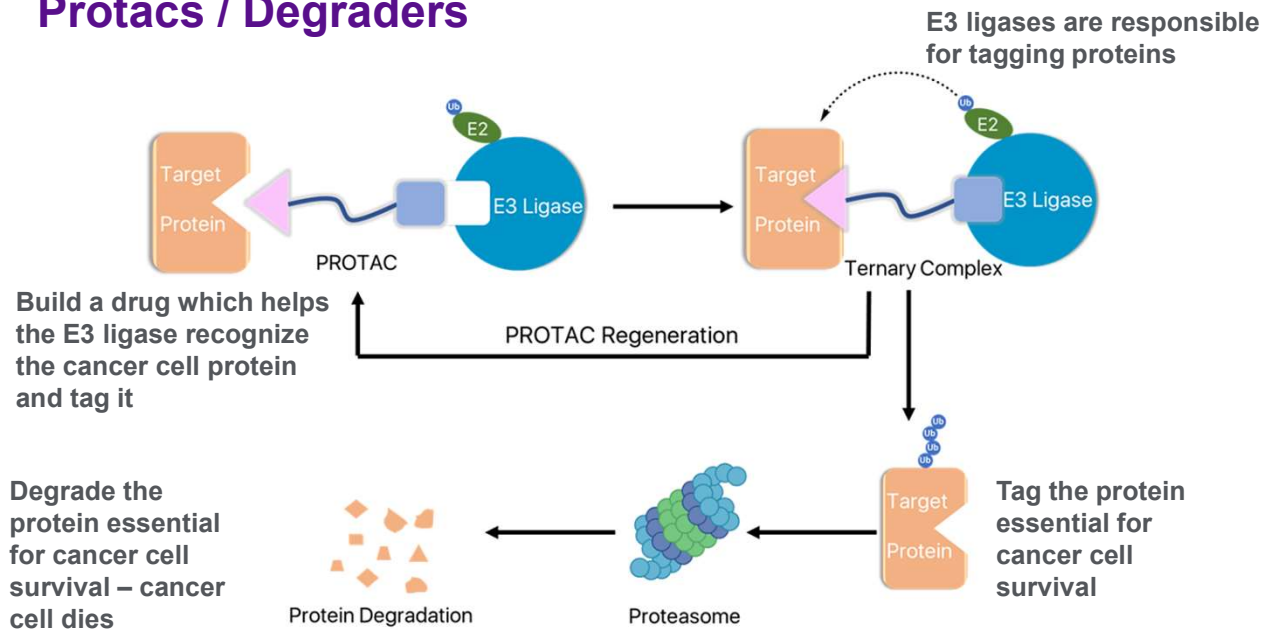 Protacs / Degraders
E3 ligases are responsible
for tagging proteins
Ub
E2
Target
Protein
E3 Ligase
PROTAC
Ub
E2
Target
Protein
E3 Ligase
Ternary Complex
Build a drug which helps
the E3 ligase recognize
the cancer cell protein
and tag it
PROTAC Regeneration
Ub
Ub
Ub
Ub
Target
Protein
Tag the protein
essential for
cancer cell
survival
Proteasome
Protein Degradation
Degrade the
protein essential
for cancer cell
survival – cancer
cell dies